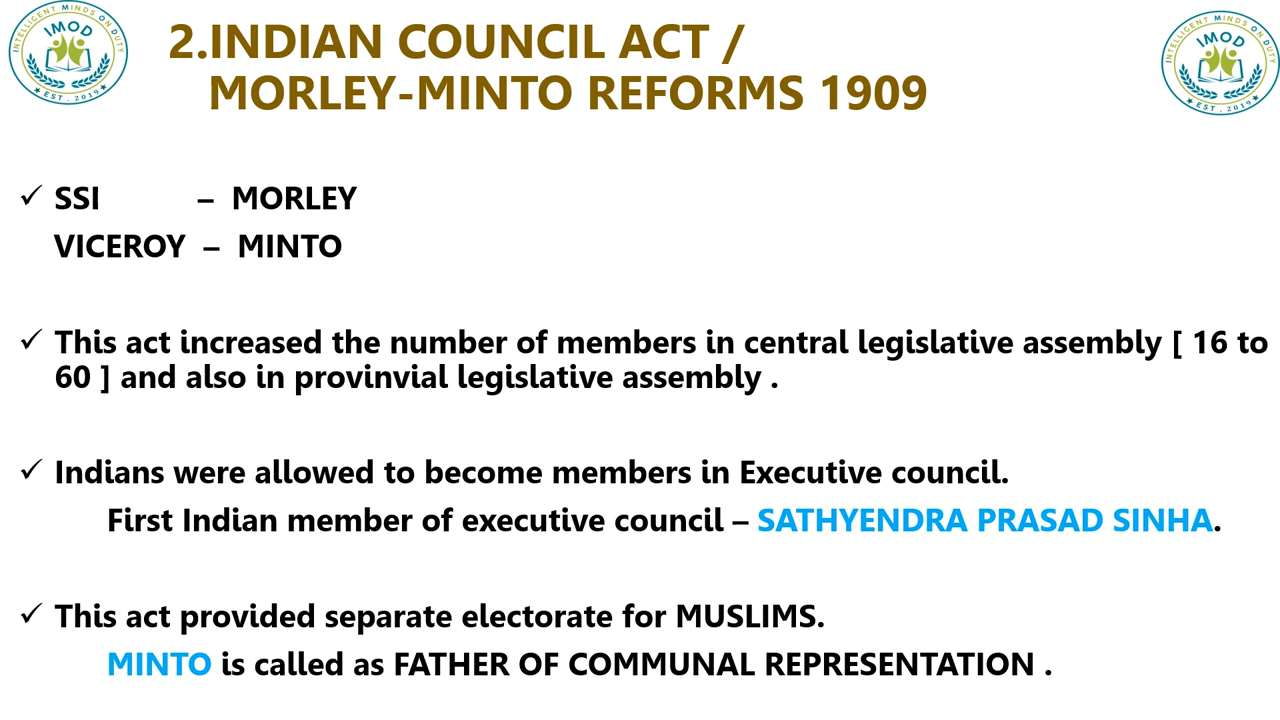 INTELLIGENT MINDS ON DUTY
IMOD
★ EST . 2019 ★
2.INDIAN COUNCIL ACT /
MORLEY-MINTO REFORMS 1909
INTELLIGENT MINDS ON DUTY
IMOD
★ EST . 2019 ★
✓ SSI – MORLEY
VICEROY – MINTO
✓ This act increased the number of members in central legislative assembly [ 16 to
60 ] and also in provinvial legislative assembly .
✓ Indians were allowed to become members in Executive council.
First Indian member of executive council – SATHYENDRA PRASAD SINHA.
✓ This act provided separate electorate for MUSLIMS.
MINTO is called as FATHER OF COMMUNAL REPRESENTATION .